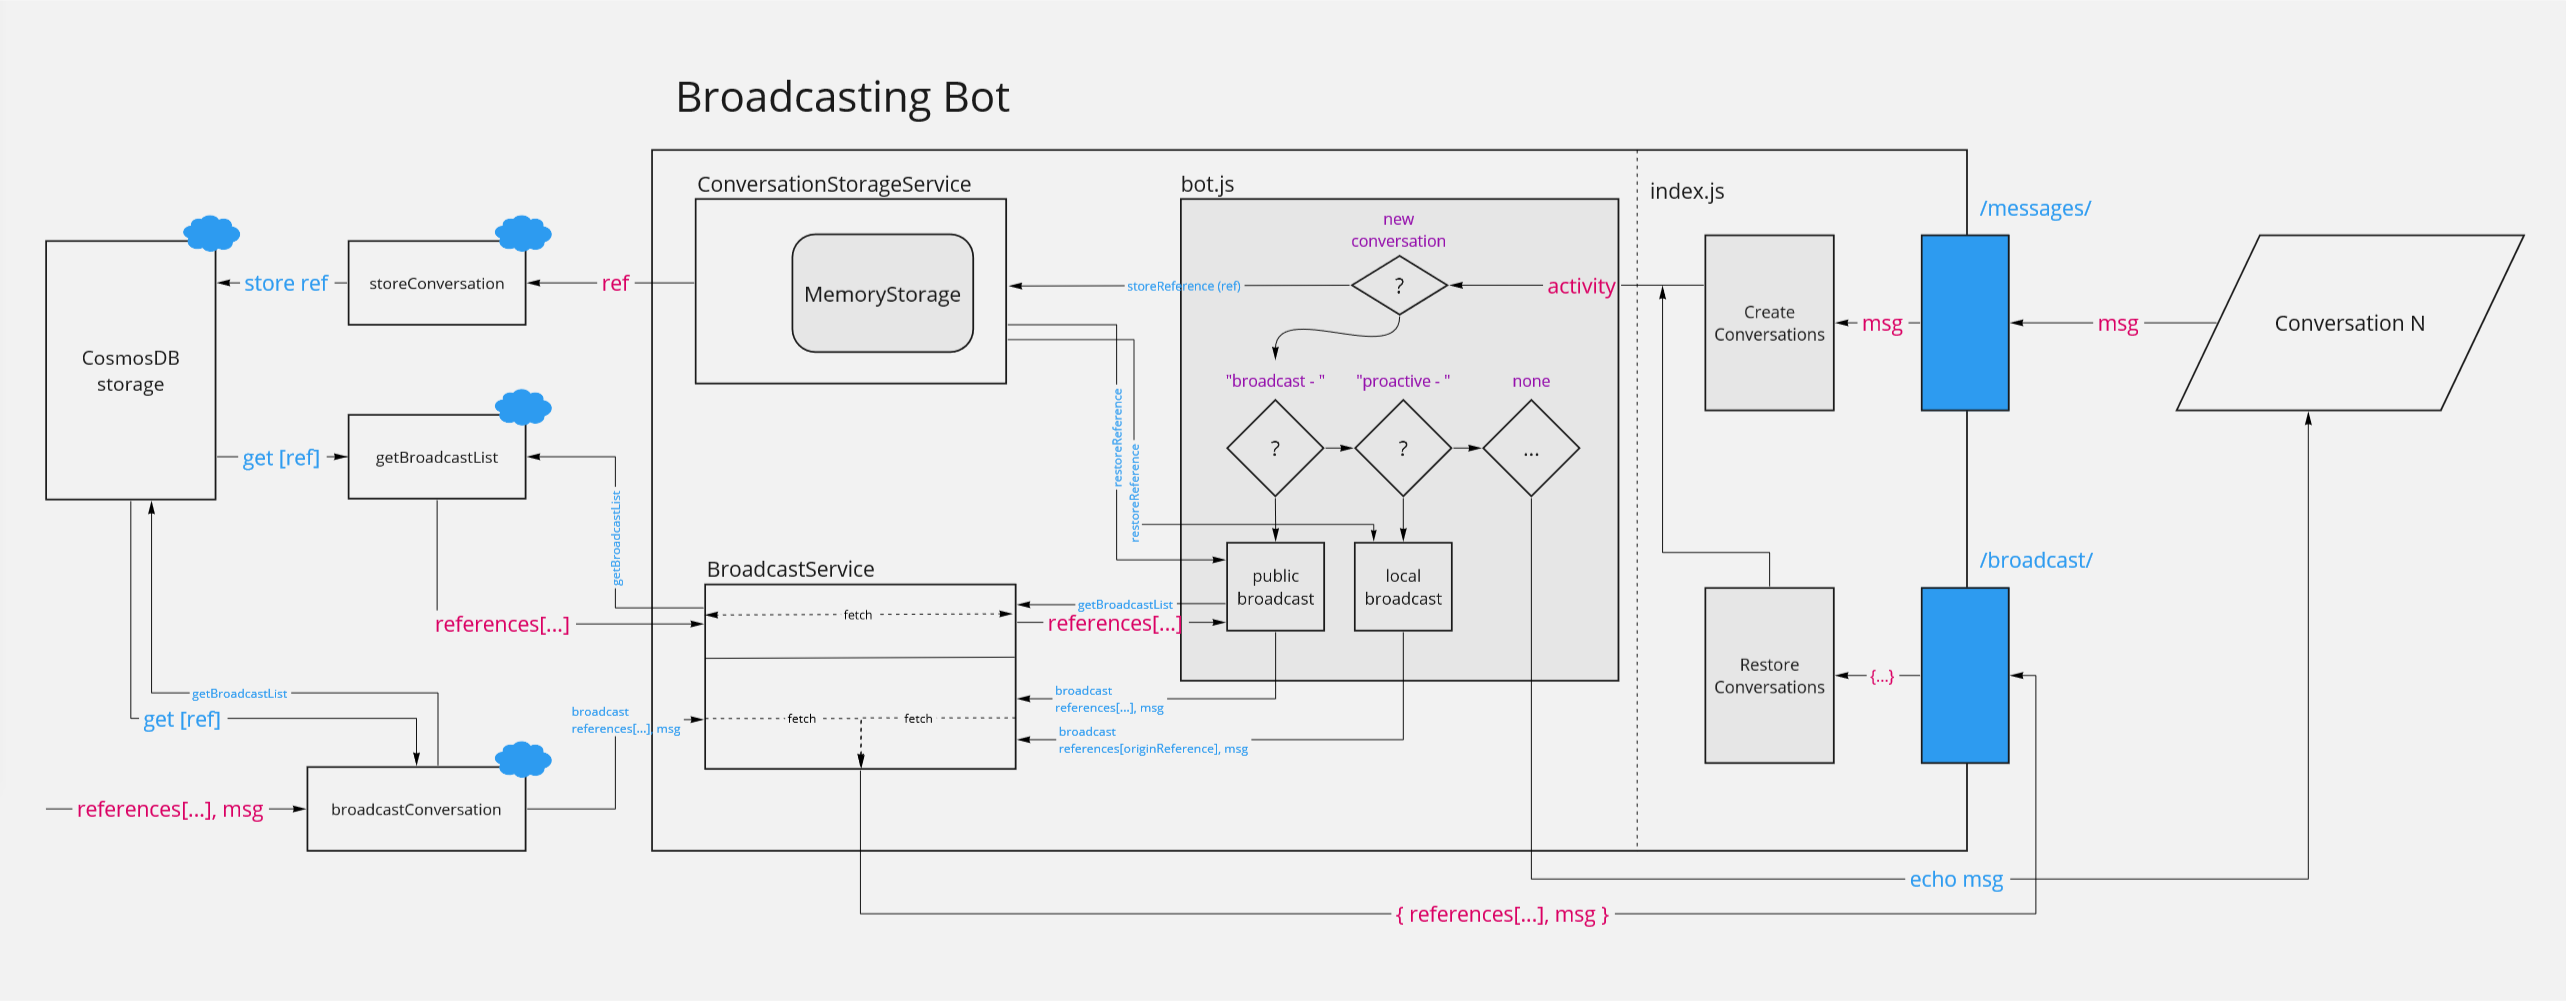 Broadcasting Bot
ConversationStorageService
bot.js
index.js
/messages/
new
conversation
store ref
storeConversation
ref
MemoryStorage
storeReference (ref)
?
activity
Create
Conversations
msg
msg
Conversation N
CosmosDB
storage
"broadcast - "
"proactive - "
none
get [ref]
getBroadcastList
getBroadcastList
restoreReference
restoreReference
?
?
...
/broadcast/
BroadcastService
public
broadcast
local
broadcast
fetch
getBroadcastList
references[...]
references[...]
Restore
Conversations
{...}
getBroadcastList
get [ref]
broadcast
references[...], msg
fetch
fetch
broadcast
references[...], msg
broadcast
references[originReference], msg
references[...], msg
broadcastConversation
echo msg
{ references[...], msg }